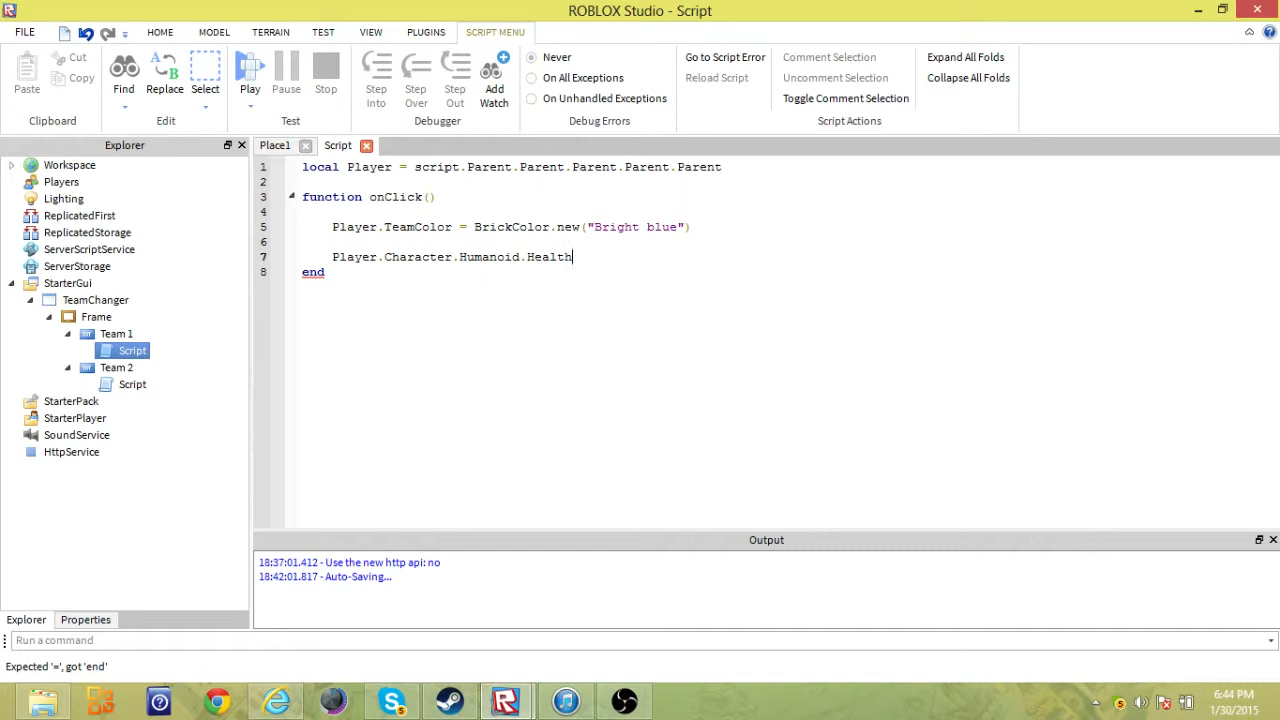 ROBLOX Studio - Script
FILE HOME MODEL TERRAIN TEST VIEW PLUGINS SCRIPT MENU
Paste Cut Copy Find Replace Select Play Pause Stop Step Into Step Over Step Out Add Watch
Never
On All Exceptions
On Unhandled Exceptions
Go to Script Error
Reload Script
Comment Selection
Uncomment Selection
Toggle Comment Selection
Expand All Folds
Collapse All Folds
Clipboard Edit Test Debugger Debug Errors Script Actions
Explorer
Place1 Script
Workspace
Players
Lighting
ReplicatedFirst
ReplicatedStorage
ServerScriptService
ServerStorage
StarterGui
TeamChanger
Frame
Team 1
Script
Team 2
Script
StarterPack
StarterPlayer
SoundService
HttpService
1 local Player = script.Parent.Parent.Parent.Parent.Parent
2
3 function onClick()
4
5 Player.TeamColor = BrickColor.new("Bright blue")
6
7 Player.Character.Humanoid.Health
8 end
Output
18:37:01.412 - Use the new http api: no
18:42:01.817 - Auto-Saving...
Explorer Properties
Run a command
Expected '=', got 'end'
6:44 PM
1/30/2015